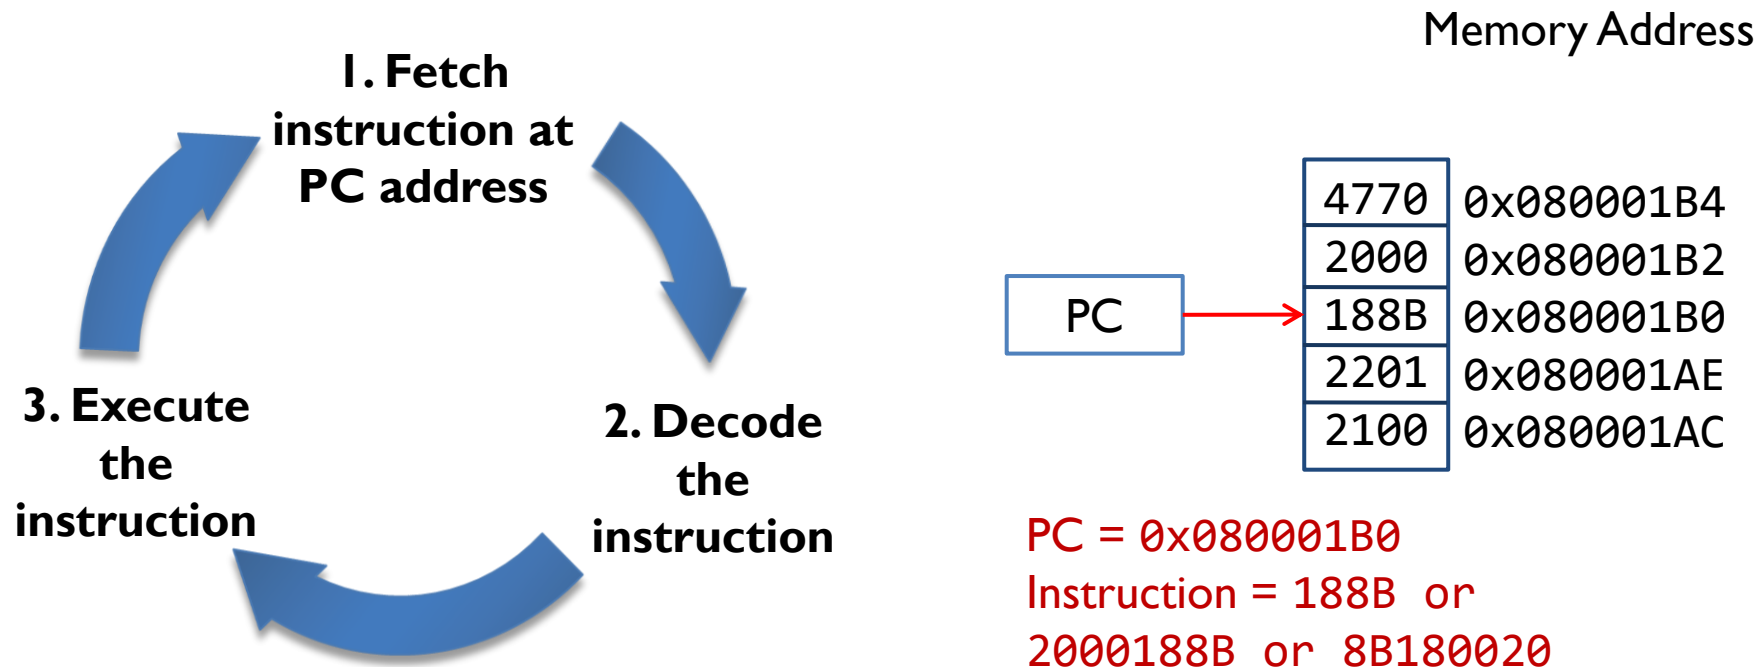 1. Fetch
instruction at
PC address
2. Decode
the
instruction
3. Execute
the
instruction
Memory Address
4770 0x080001B4
2000 0x080001B2
PC 188B 0x080001B0
2201 0x080001AE
2100 0x080001AC
PC = 0x080001B0
Instruction = 188B or
2000188B or 8B180020